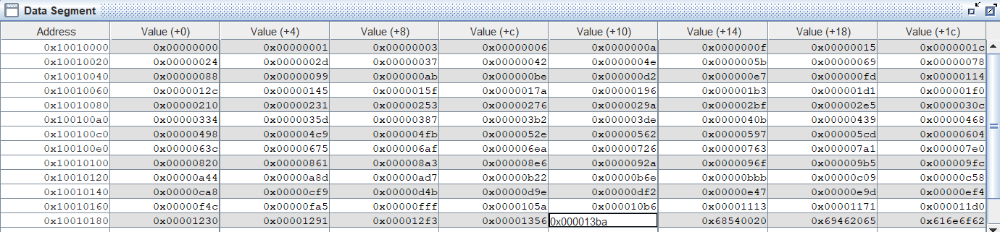 Data Segment
Address Value (+0) Value (+4) Value (+8) Value (+c) Value (+10) Value (+14) Value (+18) Value (+1c)
0x10010000 0x00000000 0x00000001 0x00000003 0x00000006 0x0000000a 0x0000000f 0x00000015 0x0000001c
0x10010020 0x00000024 0x0000002d 0x00000037 0x00000042 0x0000004e 0x0000005b 0x00000069 0x00000078
0x10010040 0x00000088 0x00000099 0x000000ab 0x000000be 0x000000d2 0x000000e7 0x000000fd 0x00000114
0x10010060 0x0000012c 0x00000145 0x0000015f 0x0000017a 0x00000196 0x000001b3 0x000001d1 0x000001f0
0x10010080 0x00000210 0x00000231 0x00000253 0x00000276 0x0000029a 0x000002bf 0x000002e5 0x0000030c
0x100100a0 0x00000334 0x0000035d 0x00000387 0x000003b2 0x000003de 0x0000040b 0x00000439 0x00000468
0x100100c0 0x00000498 0x000004c9 0x000004fb 0x0000052e 0x00000562 0x00000597 0x000005cd 0x00000604
0x100100e0 0x0000063c 0x00000675 0x000006af 0x000006ea 0x00000726 0x00000763 0x000007a1 0x000007e0
0x10010100 0x00000820 0x00000861 0x000008a3 0x000008e6 0x0000092a 0x0000096f 0x000009b5 0x000009fc
0x10010120 0x00000a44 0x00000a8d 0x00000ad7 0x00000b22 0x00000b6e 0x00000bbb 0x00000c09 0x00000c58
0x10010140 0x00000ca8 0x00000cf9 0x00000d4b 0x00000d9e 0x00000df2 0x00000e47 0x00000e9d 0x00000ef4
0x10010160 0x00000f4c 0x00000fa5 0x00000fff 0x0000105a 0x000010b6 0x00001113 0x00001171 0x000011d0
0x10010180 0x00001230 0x00001291 0x000012f3 0x00001356 0x000013ba 0x68540020 0x69462065 0x616e6f62